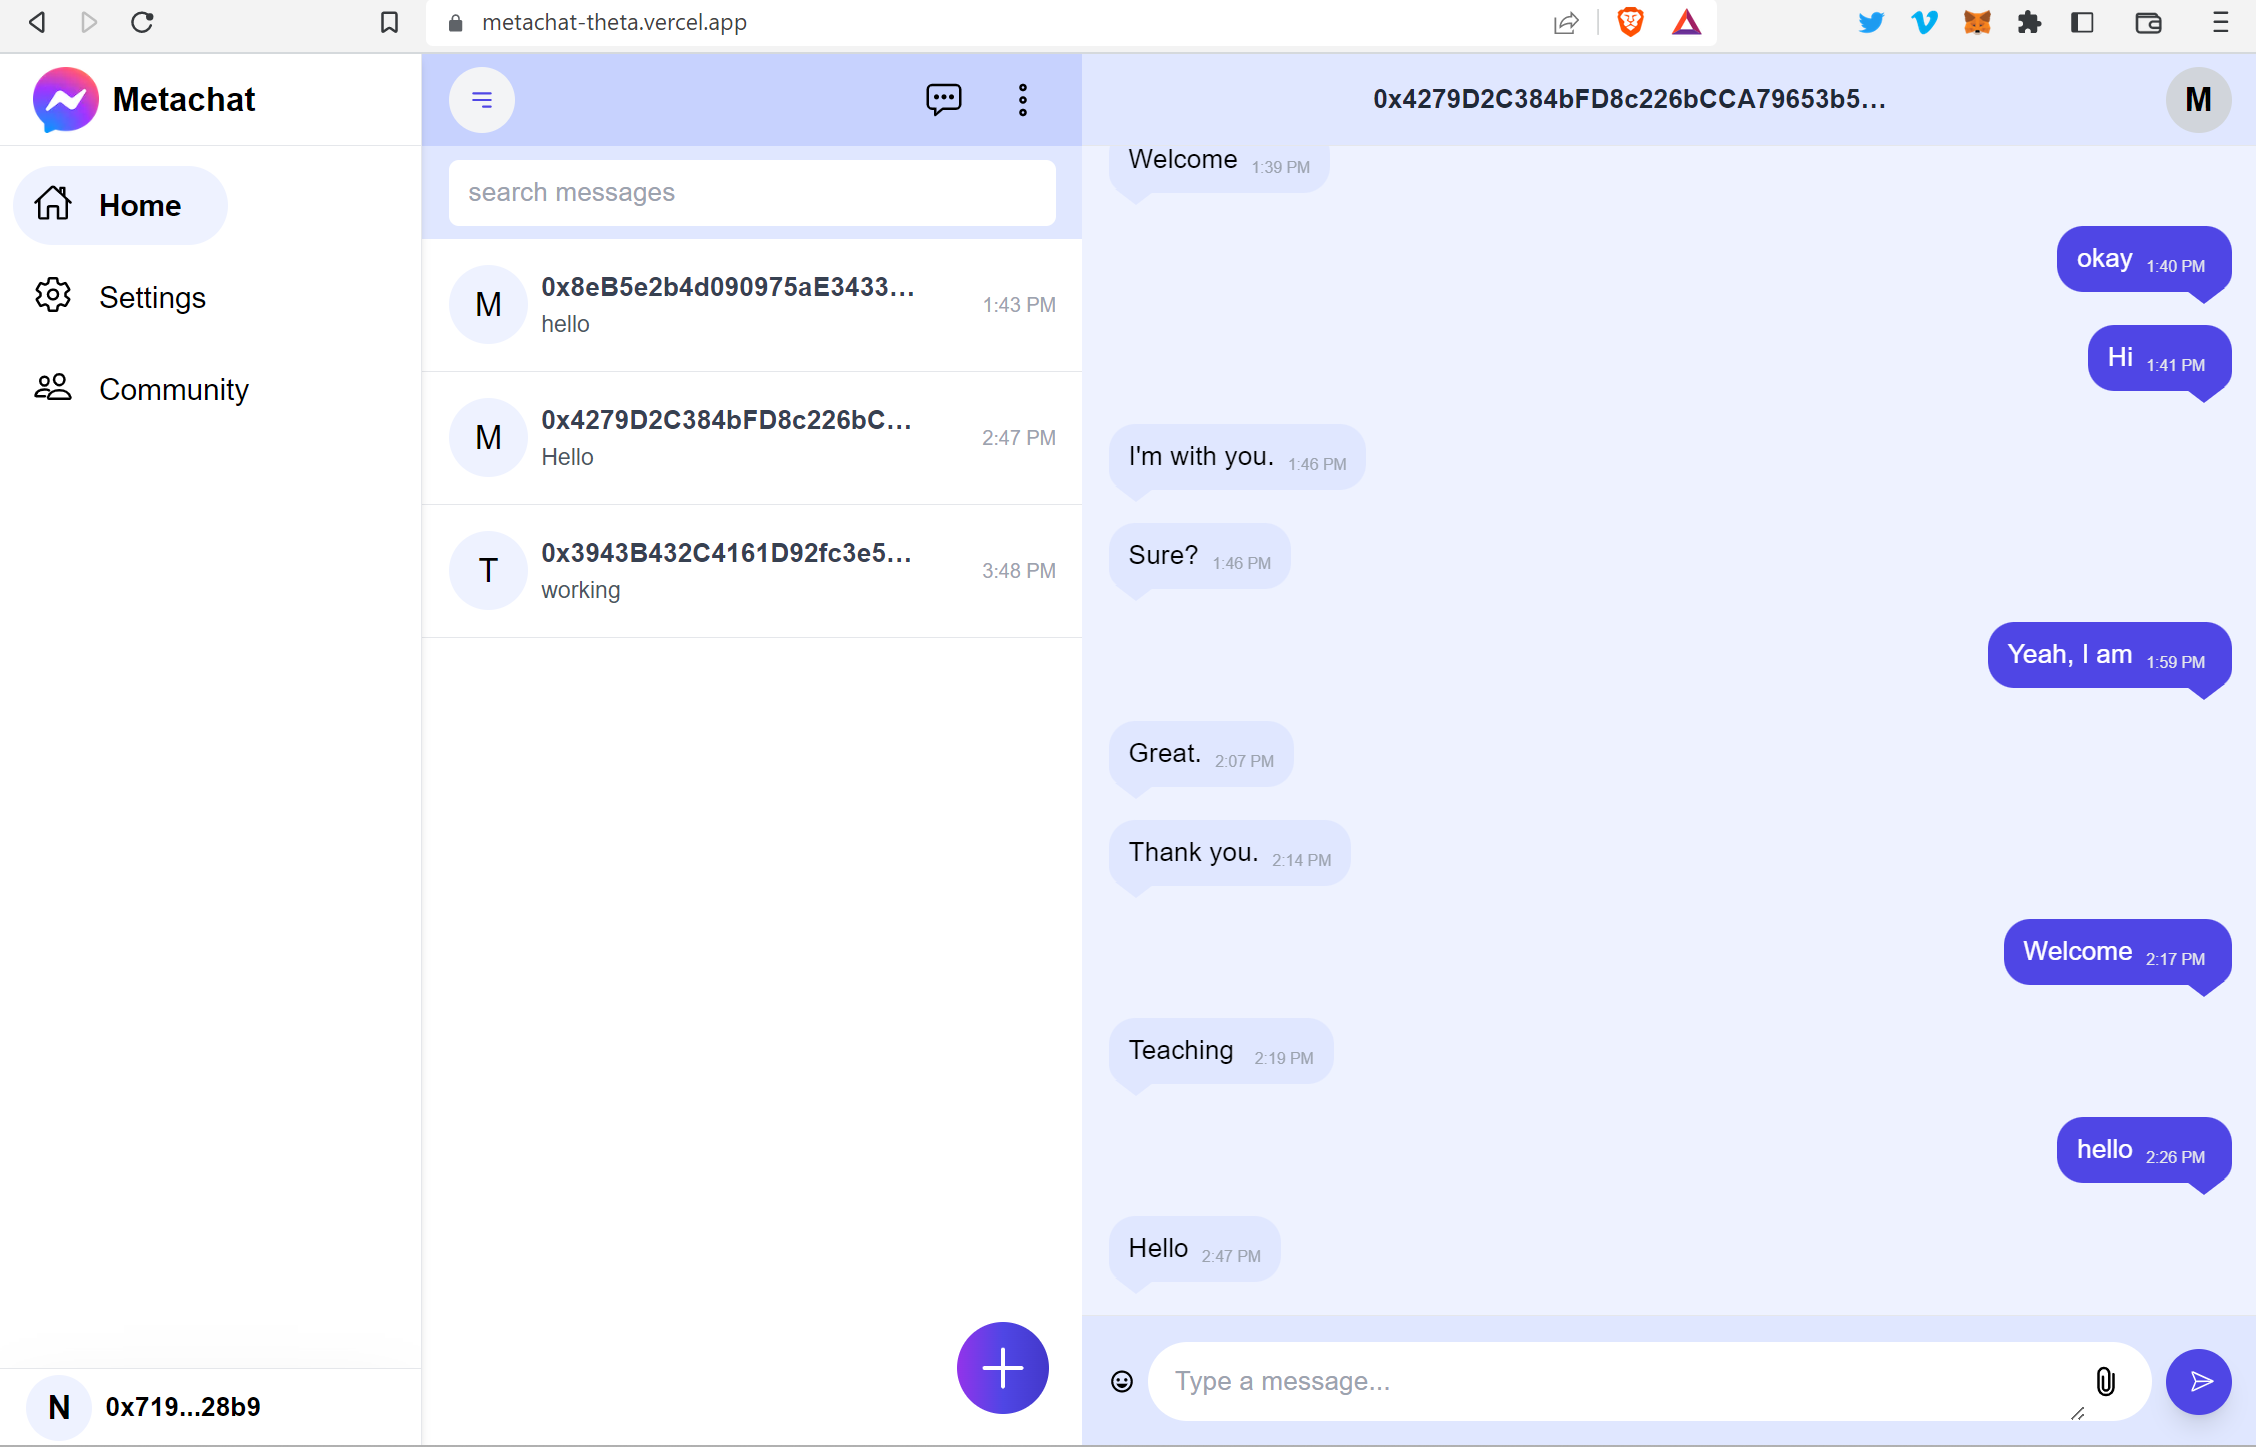 metachat-theta.vercel.app
Metachat
Home
Settings
Community
N
0x719...28b9
search messages
M
0x8eB5e2b4d090975aE3433...
hello
1:43 PM
M
0x4279D2C384bFD8c226bC...
Hello
2:47 PM
T
0x3943B432C4161D92fc3e5...
working
3:48 PM
0x4279D2C384bFD8c226bCCA79653b5...
M
Welcome 1:39 PM
okay 1:40 PM
Hi 1:41 PM
I'm with you. 1:46 PM
Sure? 1:46 PM
Yeah, I am 1:59 PM
Great. 2:07 PM
Thank you. 2:14 PM
Welcome 2:17 PM
Teaching 2:19 PM
hello 2:26 PM
Hello 2:47 PM
Type a message...